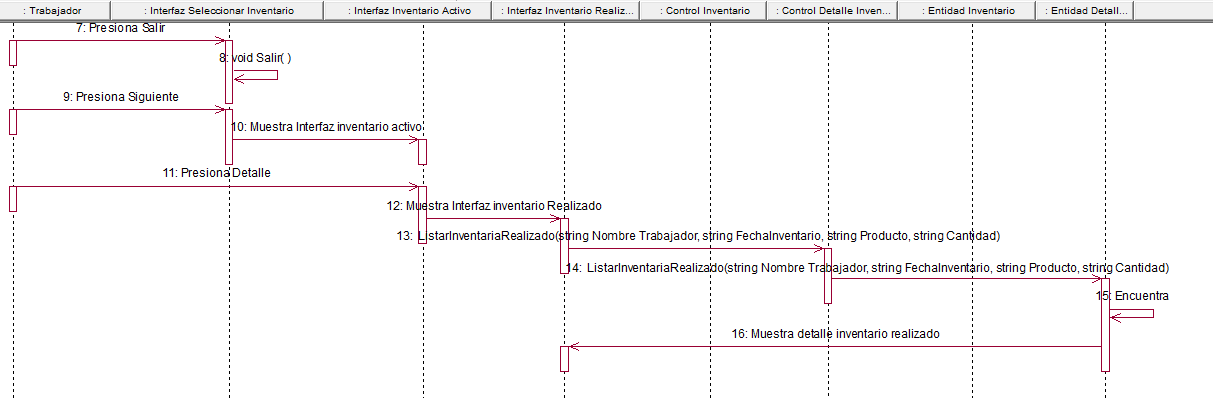 : Trabajador
: Interfaz Seleccionar Inventario
: Interfaz Inventario Activo
: Interfaz Inventario Realiz...
: Control Inventario
: Control Detalle Inven...
: Entidad Inventario
: Entidad Detall...
7: Presiona Salir
8: void Salir( )
9: Presiona Siguiente
10: Muestra Interfaz inventario activo
11: Presiona Detalle
12: Muestra Interfaz inventario Realizado
13: ListarInventariaRealizado(string Nombre Trabajador, string FechaInventario, string Producto, string Cantidad)
14: ListarInventariaRealizado(string Nombre Trabajador, string FechaInventario, string Producto, string Cantidad)
15: Encuentra
16: Muestra detalle inventario realizado